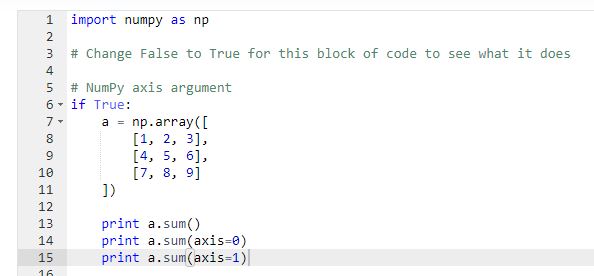 1 import numpy as np
2
3 # Change False to True for this block of code to see what it does
4
5 # NumPy axis argument
6 if True:
7     a = np.array([
8         [1, 2, 3],
9         [4, 5, 6],
10         [7, 8, 9]
11     ])
12
13     print a.sum()
14     print a.sum(axis=0)
15     print a.sum(axis=1)
16